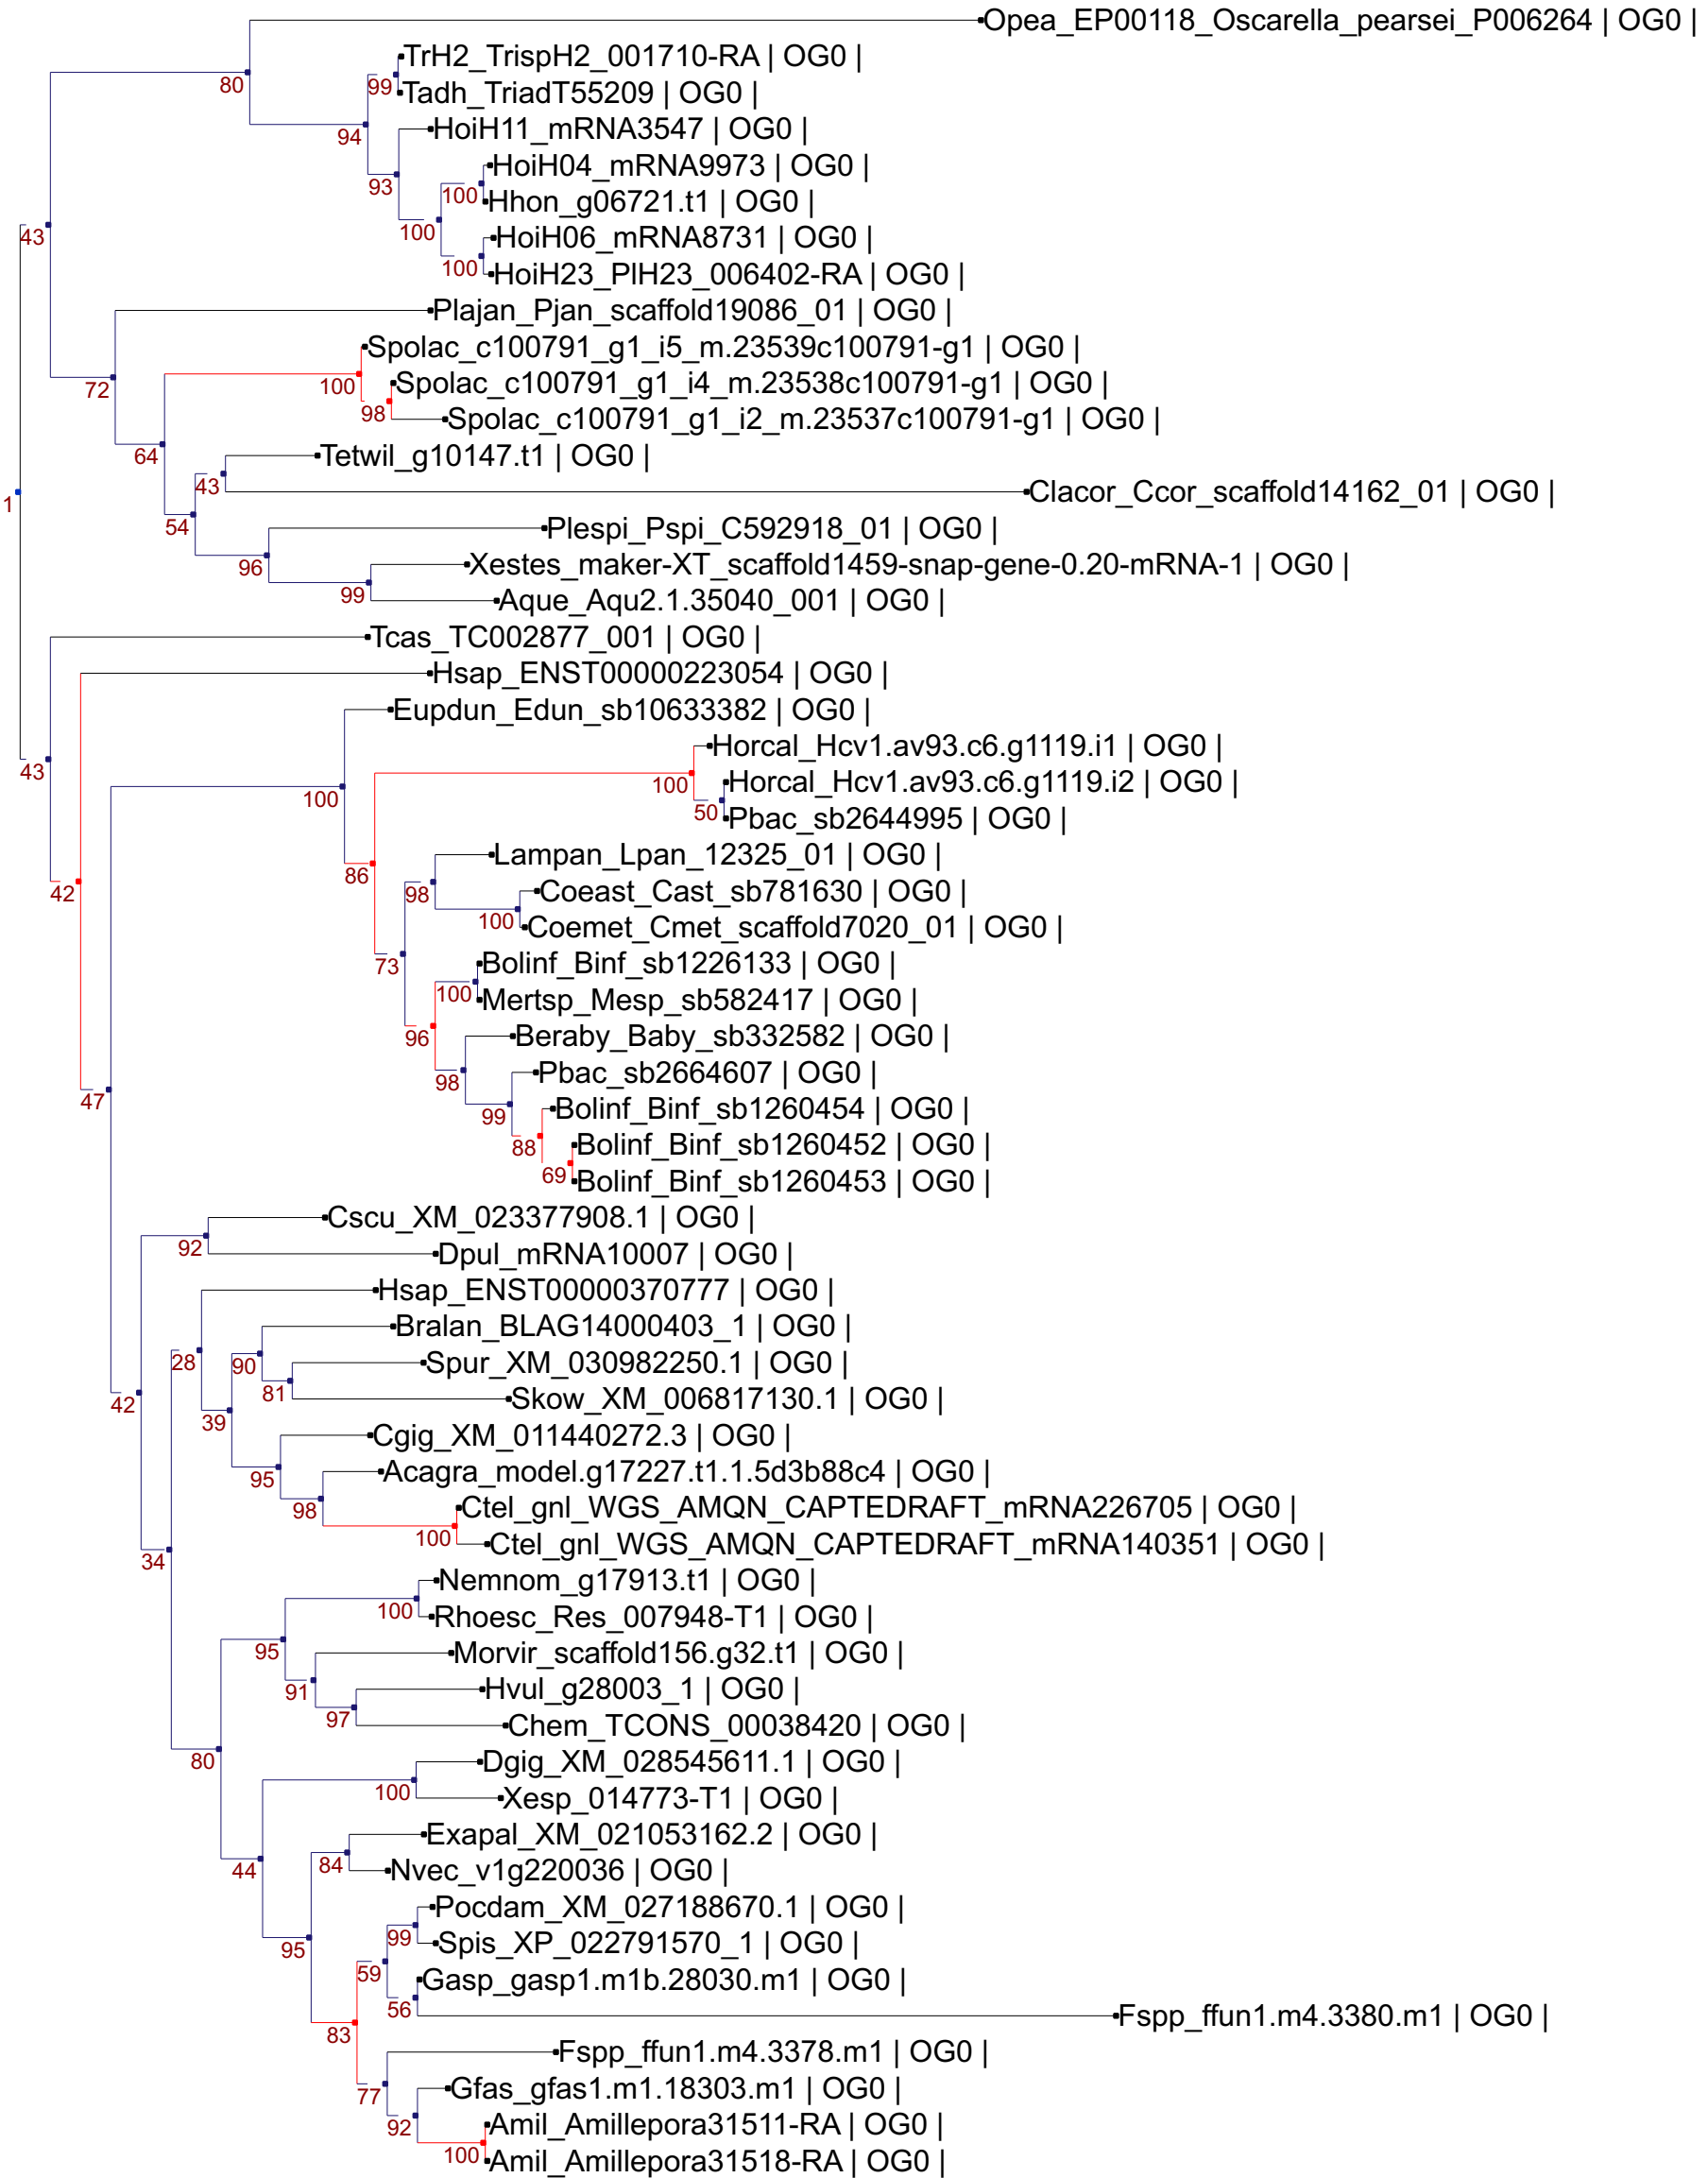 Opea_EP00118_Oscarella_pearsei_P006264 | OG0 |
TrH2_TrispH2_001710-RA | OG0 |
80
99
Tadh_TriadT55209 | OG0 |
HoiH11_mRNA3547 | OG0 |
94
HoiH04_mRNA9973 | OG0 |
93
100
Hhon_g06721.t1 | OG0 |
43
100
HoiH06_mRNA8731 | OG0 |
100
HoiH23_PlH23_006402-RA | OG0 |
Plajan_Pjan_scaffold19086_01 | OG0 |
Spolac_c100791_g1_i5_m.23539c100791-g1 | OG0 |
72
100
Spolac_c100791_g1_i4_m.23538c100791-g1 | OG0 |
98
Spolac_c100791_g1_i2_m.23537c100791-g1 | OG0 |
64
Tetwil_g10147.t1 | OG0 |
43
Clacor_Ccor_scaffold14162_01 | OG0 |
1
54
Plespi_Pspi_C592918_01 | OG0 |
96
Xestes_maker-XT_scaffold1459-snap-gene-0.20-mRNA-1 | OG0 |
99
Aque_Aqu2.1.35040_001 | OG0 |
Tcas_TC002877_001 | OG0 |
Hsap_ENST00000223054 | OG0 |
Eupdun_Edun_sb10633382 | OG0 |
Horcal_Hcv1.av93.c6.g1119.i1 | OG0 |
43
100
100
Horcal_Hcv1.av93.c6.g1119.i2 | OG0 |
50
Pbac_sb2644995 | OG0 |
Lampan_Lpan_12325_01 | OG0 |
86
42
98
Coeast_Cast_sb781630 | OG0 |
100
Coemet_Cmet_scaffold7020_01 | OG0 |
73
Bolinf_Binf_sb1226133 | OG0 |
100
Mertsp_Mesp_sb582417 | OG0 |
96
Beraby_Baby_sb332582 | OG0 |
98
Pbac_sb2664607 | OG0 |
47
99
Bolinf_Binf_sb1260454 | OG0 |
88
Bolinf_Binf_sb1260452 | OG0 |
69
Bolinf_Binf_sb1260453 | OG0 |
Cscu_XM_023377908.1 | OG0 |
92
Dpul_mRNA10007 | OG0 |
Hsap_ENST00000370777 | OG0 |
Bralan_BLAG14000403_1 | OG0 |
28
90
Spur_XM_030982250.1 | OG0 |
81
Skow_XM_006817130.1 | OG0 |
42
39
Cgig_XM_011440272.3 | OG0 |
95
Acagra_model.g17227.t1.1.5d3b88c4 | OG0 |
98
Ctel_gnl_WGS_AMQN_CAPTEDRAFT_mRNA226705 | OG0 |
100
Ctel_gnl_WGS_AMQN_CAPTEDRAFT_mRNA140351 | OG0 |
34
Nemnom_g17913.t1 | OG0 |
100
Rhoesc_Res_007948-T1 | OG0 |
95
Morvir_scaffold156.g32.t1 | OG0 |
91
Hvul_g28003_1 | OG0 |
97
Chem_TCONS_00038420 | OG0 |
80
Dgig_XM_028545611.1 | OG0 |
100
Xesp_014773-T1 | OG0 |
Exapal_XM_021053162.2 | OG0 |
44
84
Nvec_v1g220036 | OG0 |
Pocdam_XM_027188670.1 | OG0 |
99
Spis_XP_022791570_1 | OG0 |
95
59
Gasp_gasp1.m1b.28030.m1 | OG0 |
56
Fspp_ffun1.m4.3380.m1 | OG0 |
83
Fspp_ffun1.m4.3378.m1 | OG0 |
77
Gfas_gfas1.m1.18303.m1 | OG0 |
92
Amil_Amillepora31511-RA | OG0 |
100
Amil_Amillepora31518-RA | OG0 |